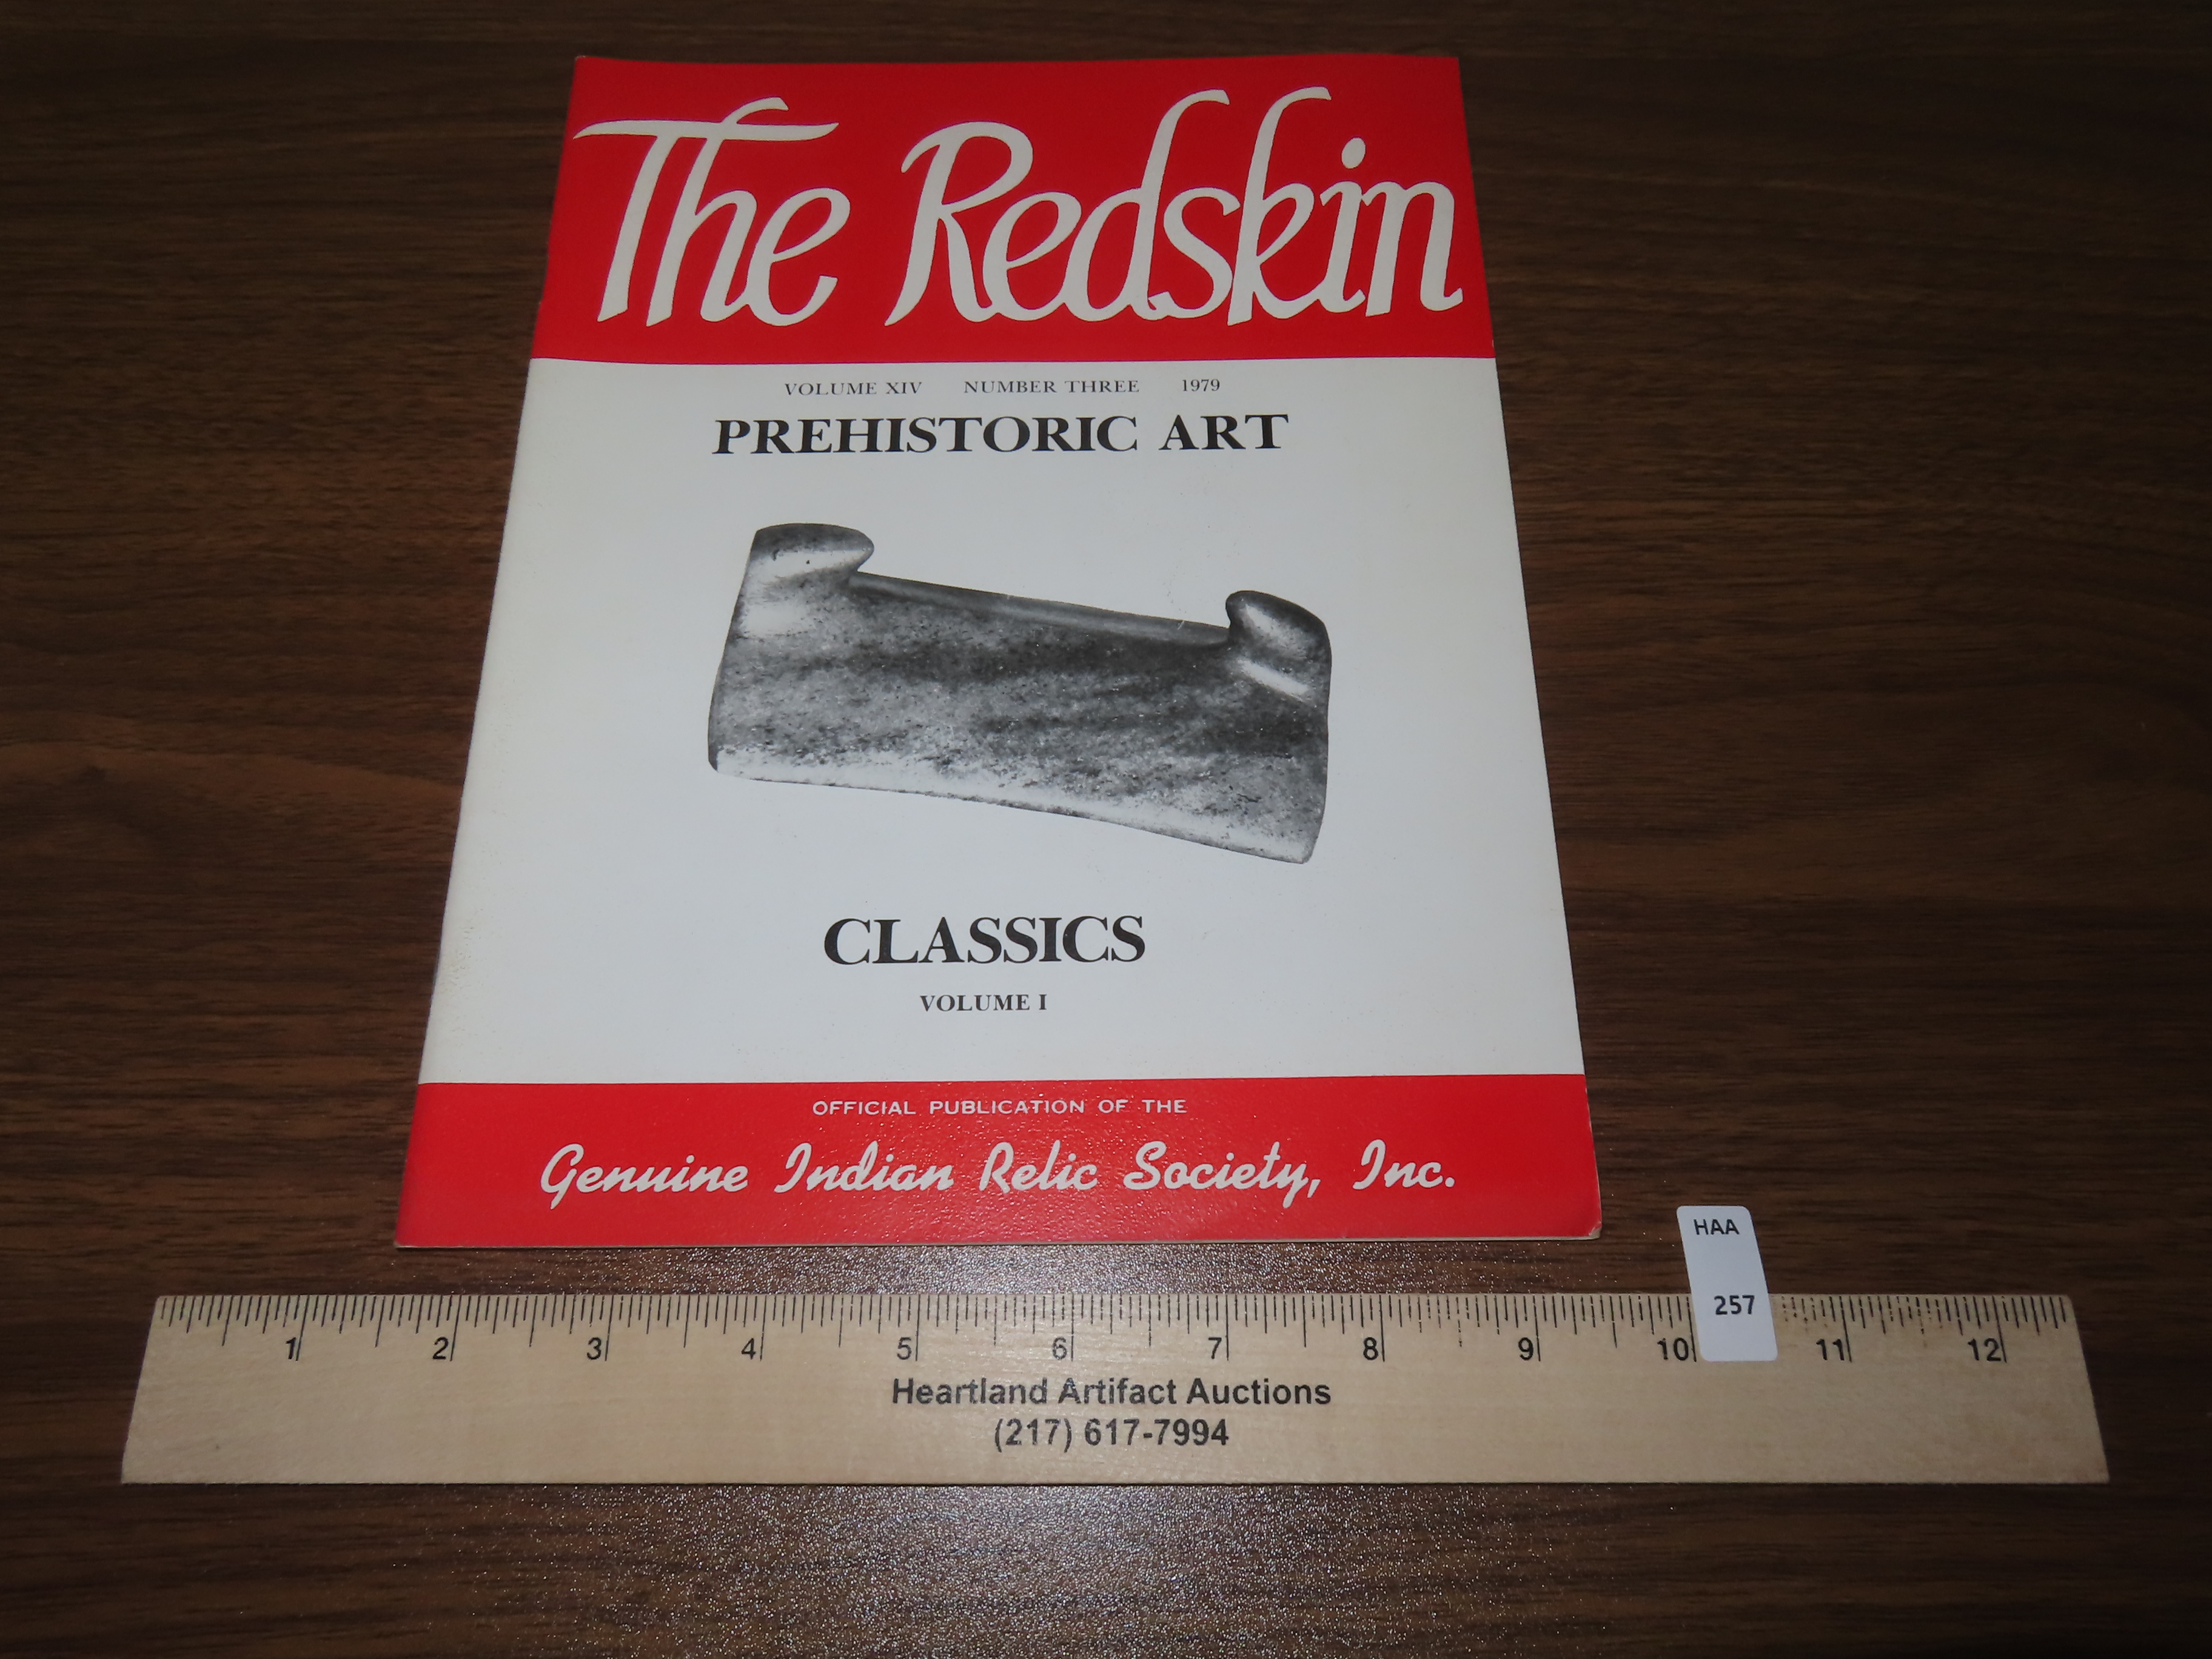 The Redskin
VOLUME XIV NUMBER THREE 1979
PREHISTORIC ART
CLASSICS
VOLUME I
OFFICIAL PUBLICATION OF THE
Genuine Indian Relic Society, Inc.
HAA
257
1 2 3 4 5 6 7 8 9 10 11 12
Heartland Artifact Auctions
(217) 617-7994